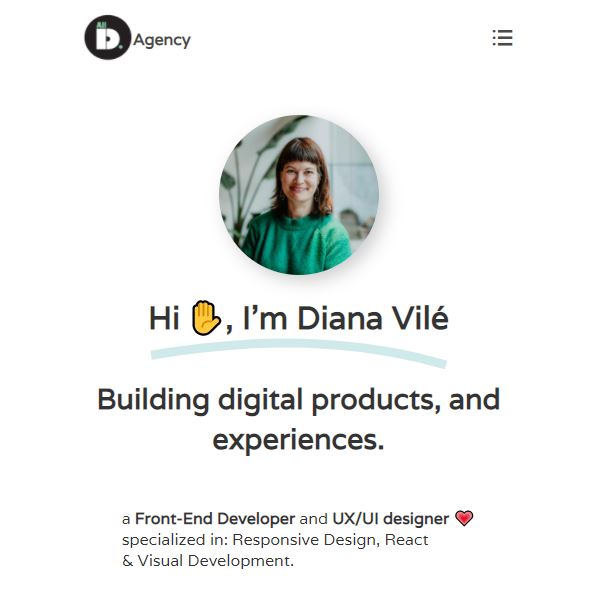 All
D.
Agency
Hi ✋, I'm Diana Vilé
Building digital products, and
experiences.
a Front-End Developer and UX/UI designer 💗
specialized in: Responsive Design, React
& Visual Development.